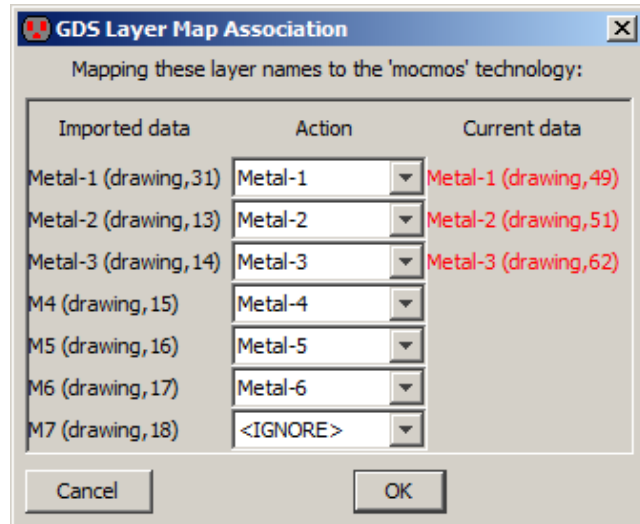 GDS Layer Map Association
Mapping these layer names to the 'mocmos' technology:
Imported data Action Current data
Metal-1 (drawing,31) Metal-1 Metal-1 (drawing,49)
Metal-2 (drawing,13) Metal-2 Metal-2 (drawing,51)
Metal-3 (drawing,14) Metal-3 Metal-3 (drawing,62)
M4 (drawing,15) Metal-4
M5 (drawing,16) Metal-5
M6 (drawing,17) Metal-6
M7 (drawing,18) <IGNORE>
Cancel OK